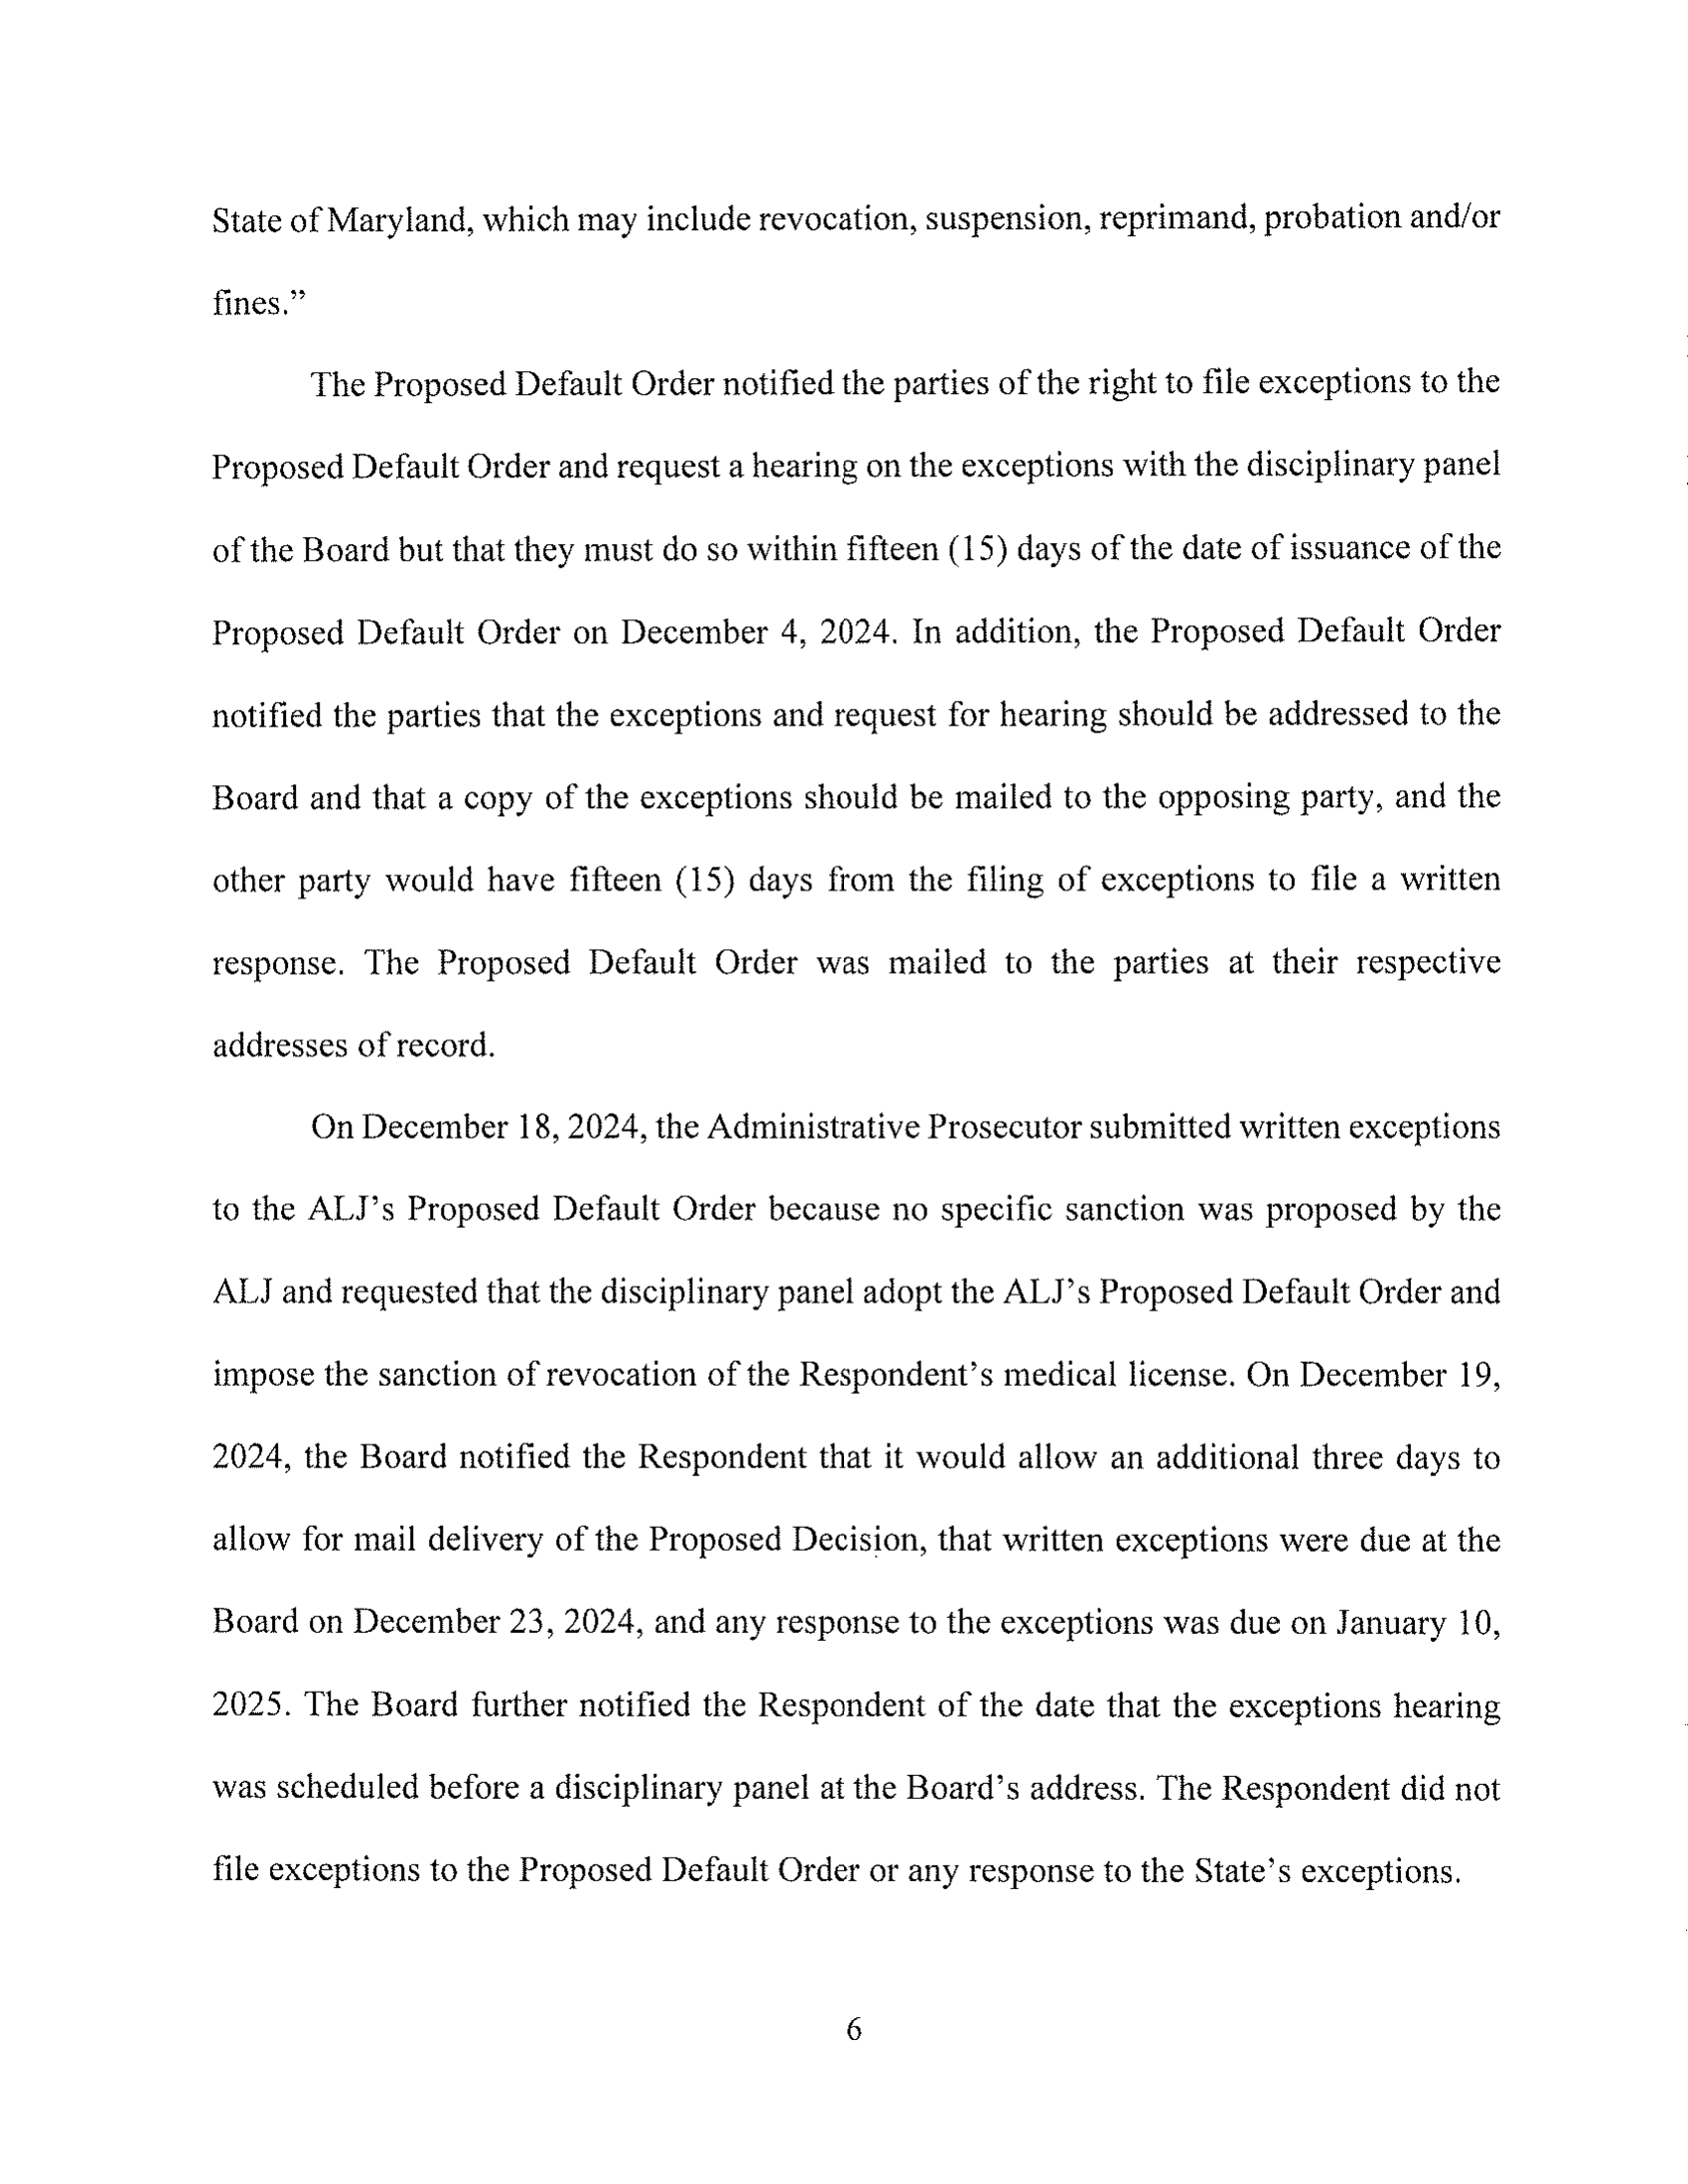 State of Maryland, which may include revocation, suspension, reprimand, probation and/or
fines.”
The Proposed Default Order notified the parties of the right to file exceptions to the
Proposed Default Order and request a hearing on the exceptions with the disciplinary panel
of the Board but that they must do so within fifteen (15) days of the date of issuance of the
Proposed Default Order on December 4, 2024. In addition, the Proposed Default Order
notified the parties that the exceptions and request for hearing should be addressed to the
Board and that a copy of the exceptions should be mailed to the opposing party, and the
other party would have fifteen (15) days from the filing of exceptions to file a written
response. The Proposed Default Order was mailed to the parties at their respective
addresses of record.
On December 18, 2024, the Administrative Prosecutor submitted written exceptions
to the ALJ’s Proposed Default Order because no specific sanction was proposed by the
ALJ and requested that the disciplinary panel adopt the ALJ’s Proposed Default Order and
impose the sanction of revocation of the Respondent’s medical license. On December 19,
2024, the Board notified the Respondent that it would allow an additional three days to
allow for mail delivery of the Proposed Decision, that written exceptions were due at the
Board on December 23, 2024, and any response to the exceptions was due on January 10,
2025. The Board further notified the Respondent of the date that the exceptions hearing
was scheduled before a disciplinary panel at the Board’s address. The Respondent did not
file exceptions to the Proposed Default Order or any response to the State’s exceptions.
6